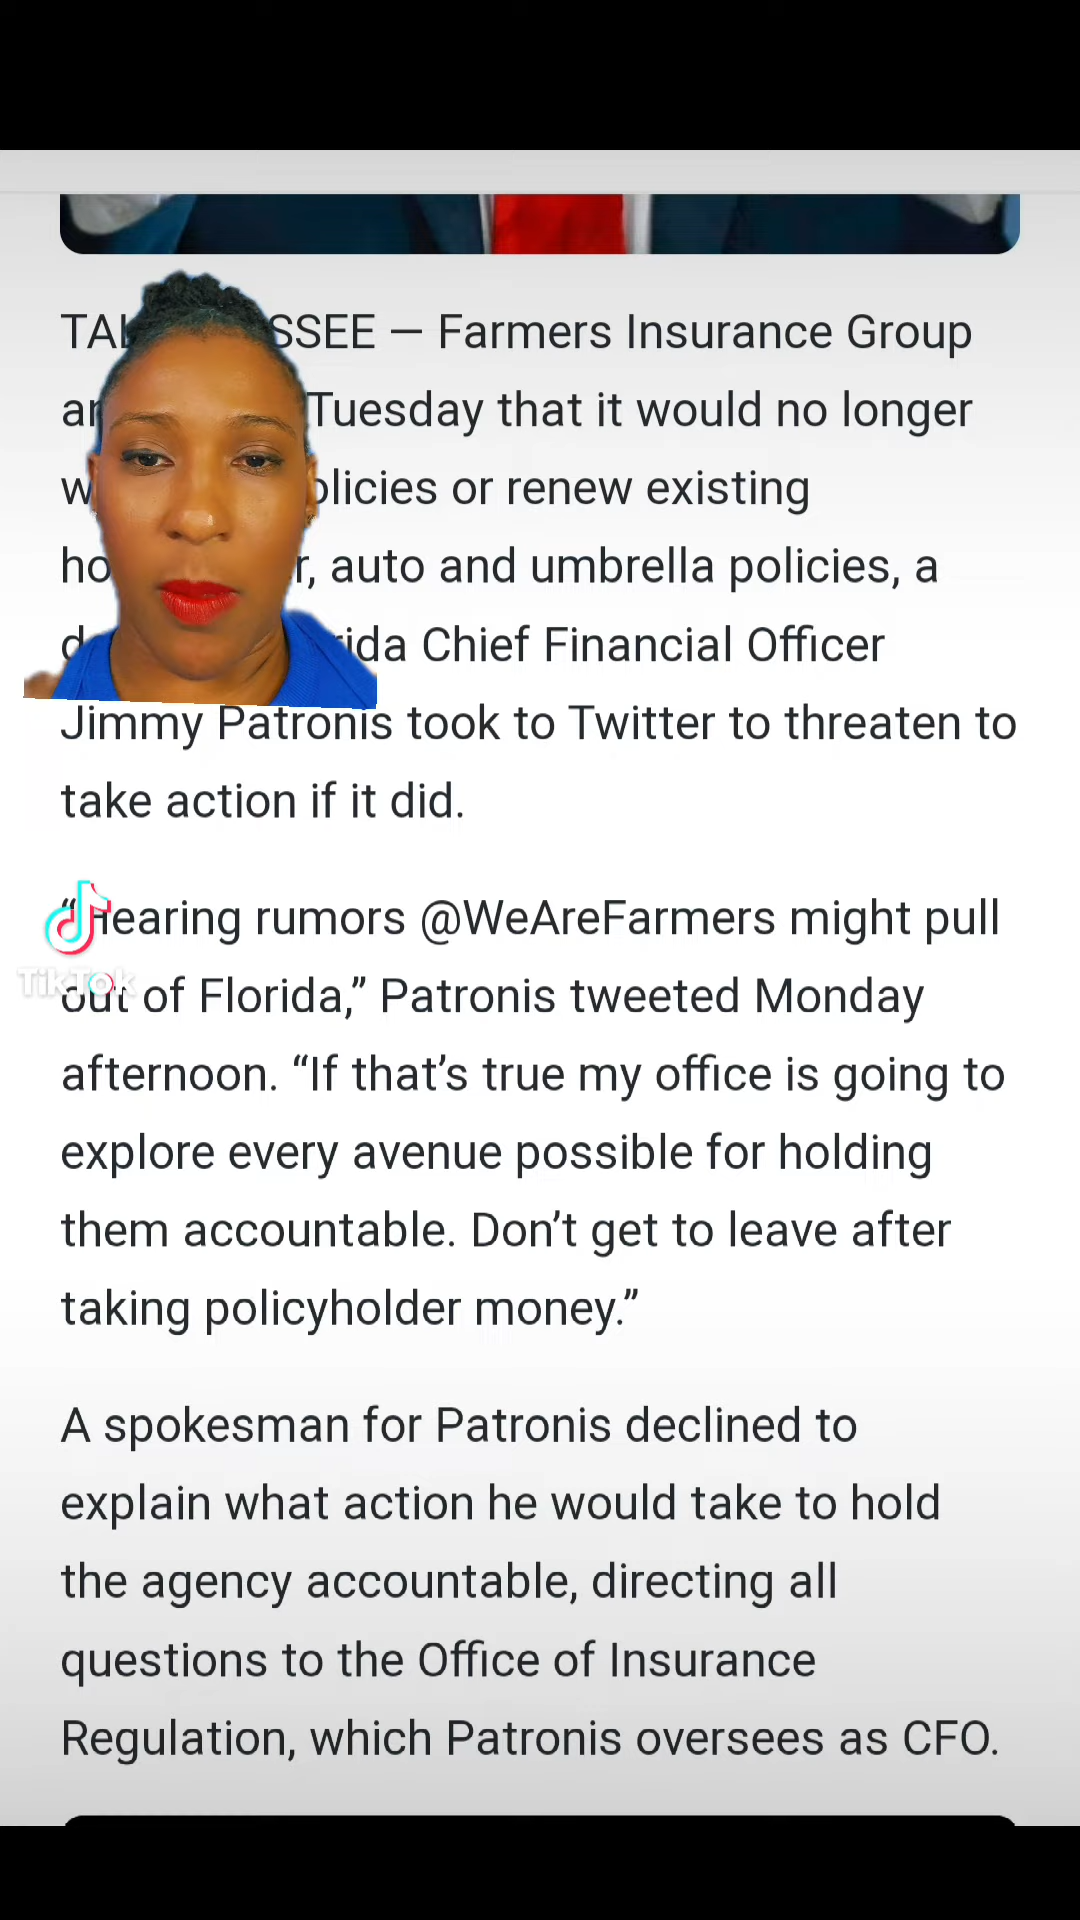 SSEE — Farmers Insurance Group
Tuesday that it would no longer
or renew existing
auto and umbrella policies, a
Chief Financial Officer
Jimmy Patronis took to Twitter to threaten to
take action if it did.
rumors @WeAreFarmers might pull
TikTok
out of Florida,” Patronis tweeted Monday
afternoon. “If that’s true my office is going to
explore every avenue possible for holding
them accountable. Don’t get to leave after
taking policyholder money.”
A spokesman for Patronis declined to
explain what action he would take to hold
the agency accountable, directing all
questions to the Office of Insurance
Regulation, which Patronis oversees as CFO.